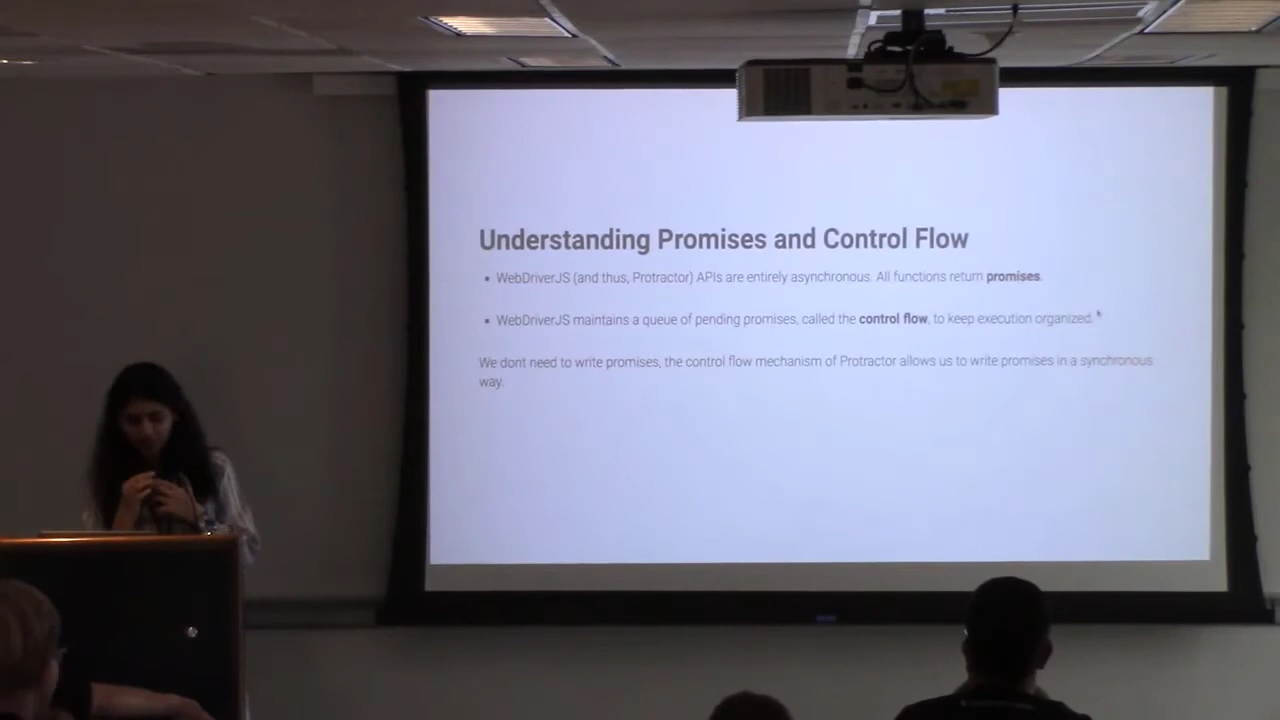 Understanding Promises and Control Flow
• WebDriverJS (and thus, Protractor) APIs are entirely asynchronous. All functions return promises.
• WebDriverJS maintains a queue of pending promises, called the control flow, to keep execution organized.
We dont need to write promises, the control flow mechanism of Protractor allows us to write promises in a synchronous
way.